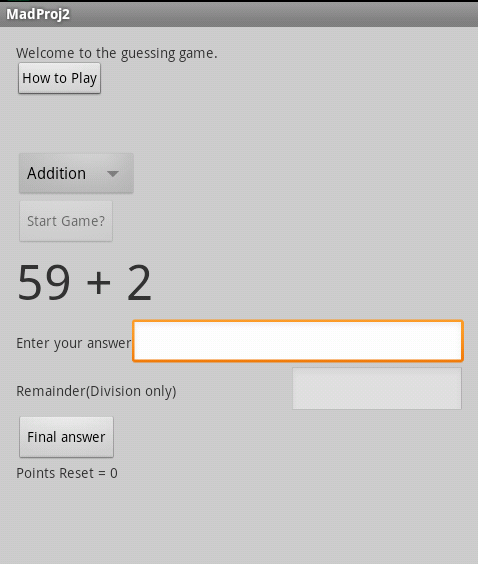 MadProj2
Welcome to the guessing game.
How to Play
Addition
Start Game?
59 + 2
Enter your answer
Remainder(Division only)
Final answer
Points Reset = 0